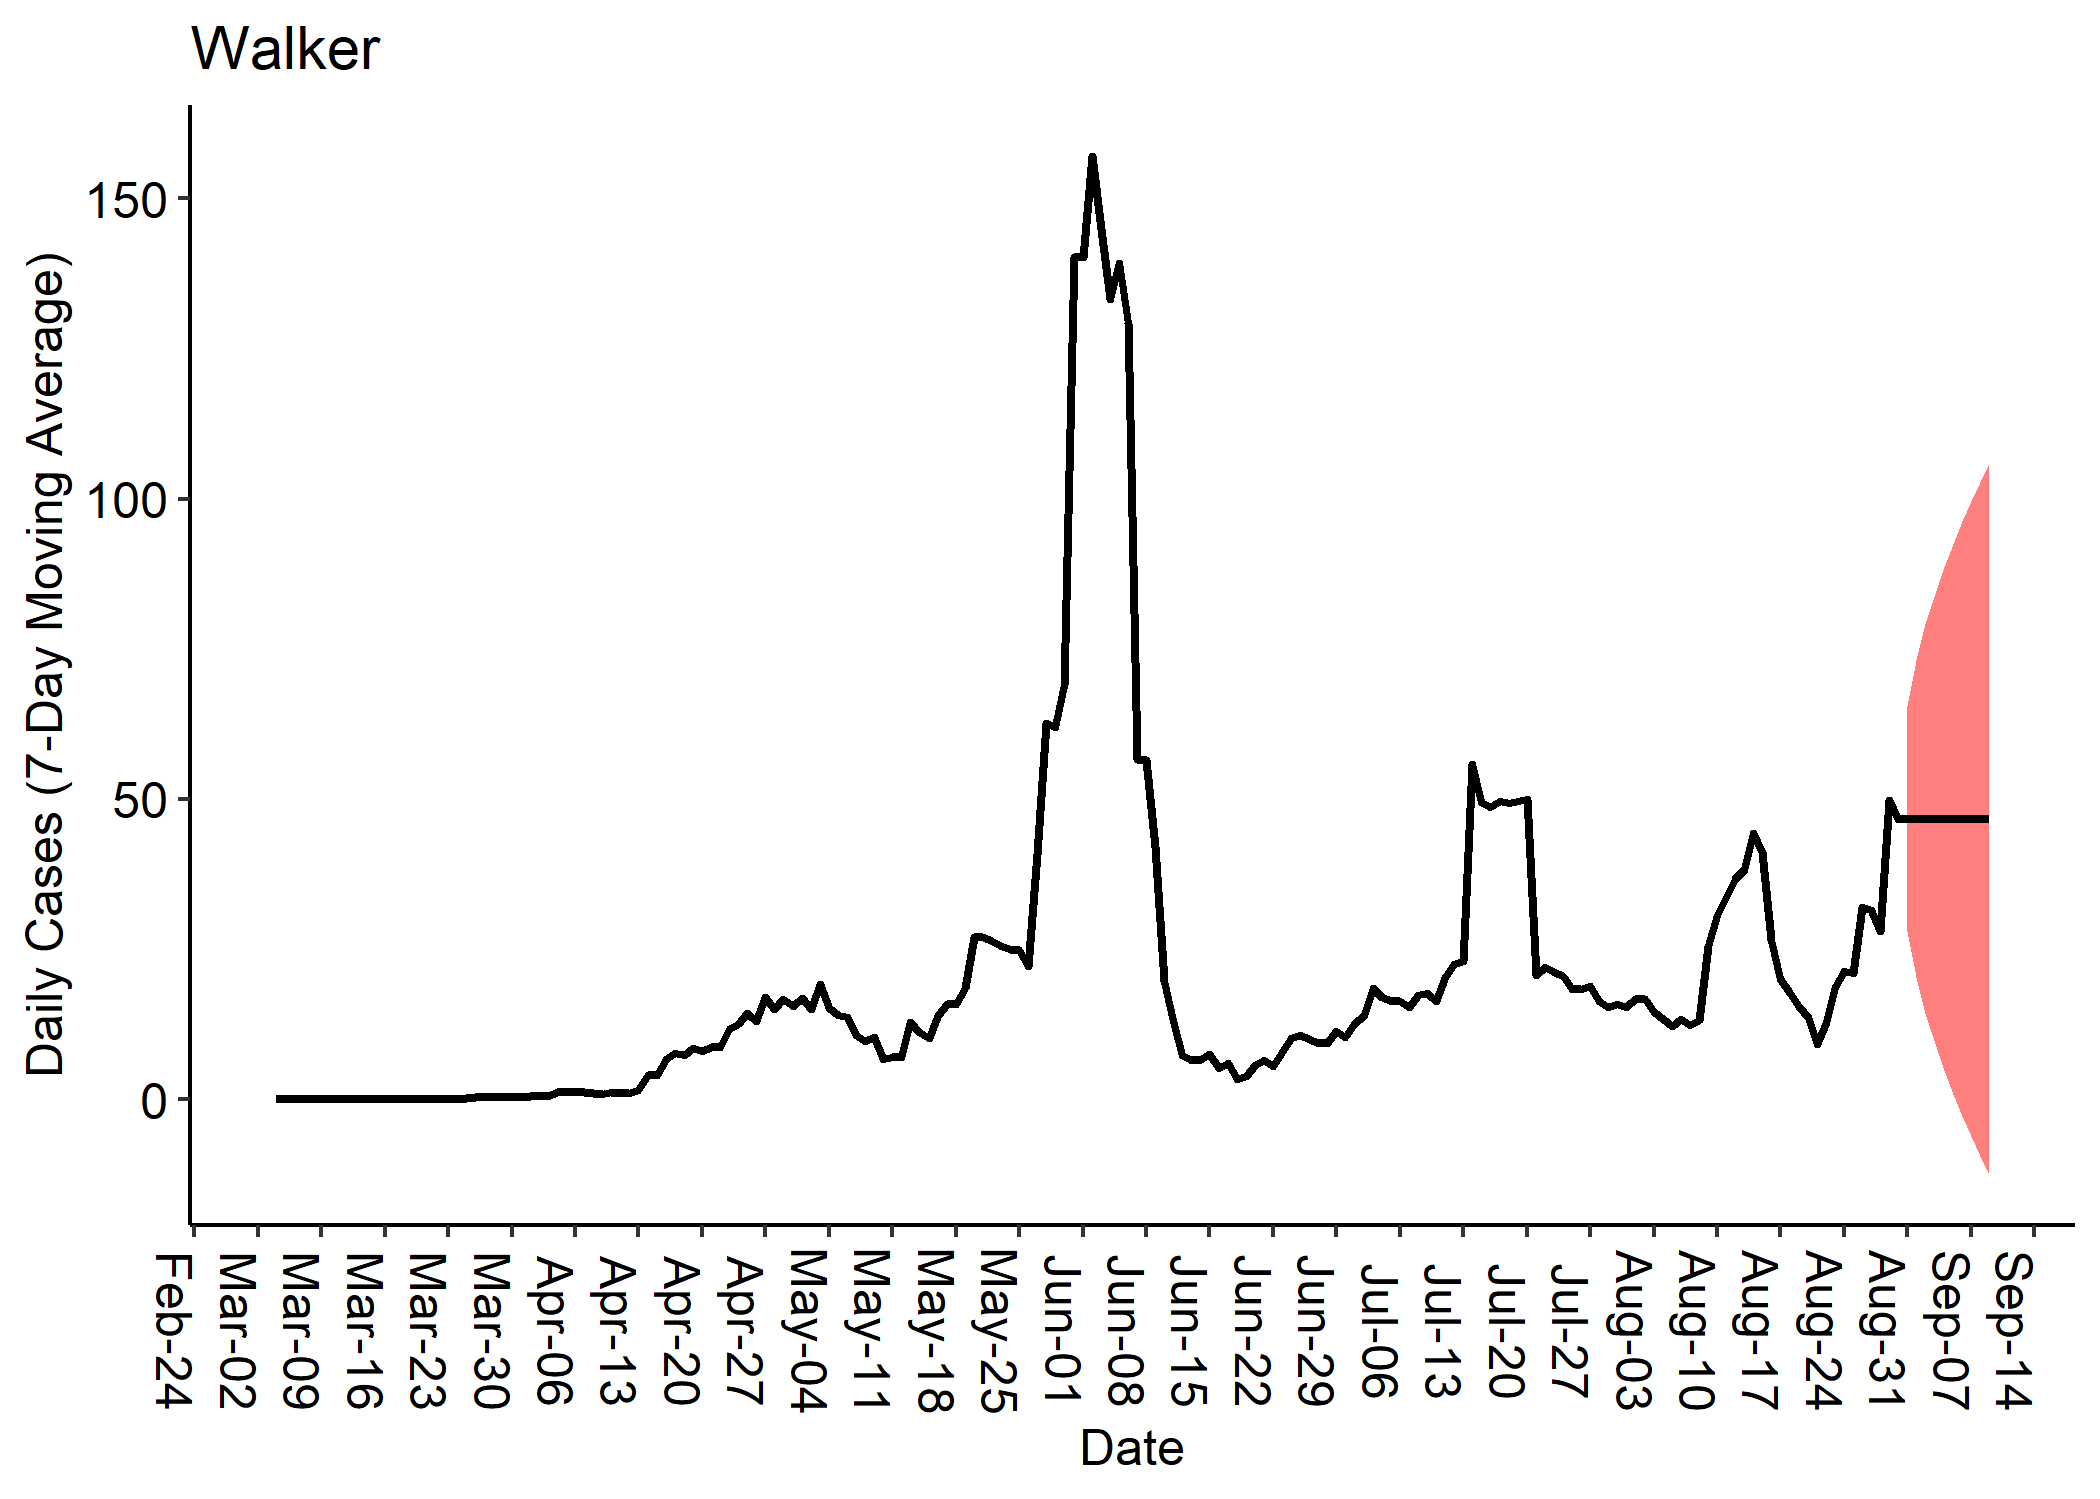 Walker
Daily Cases (7-Day Moving Average)
150
100
50
0
Feb-24
Mar-02
Mar-09
Mar-16
Mar-23
Mar-30
Apr-06
Apr-13
Apr-20
Apr-27
May-04
May-11
May-18
May-25
Jun-01
Jun-08
Jun-15
Jun-22
Jun-29
Jul-06
Jul-13
Jul-20
Jul-27
Aug-03
Aug-10
Aug-17
Aug-24
Aug-31
Sep-07
Sep-14
Date